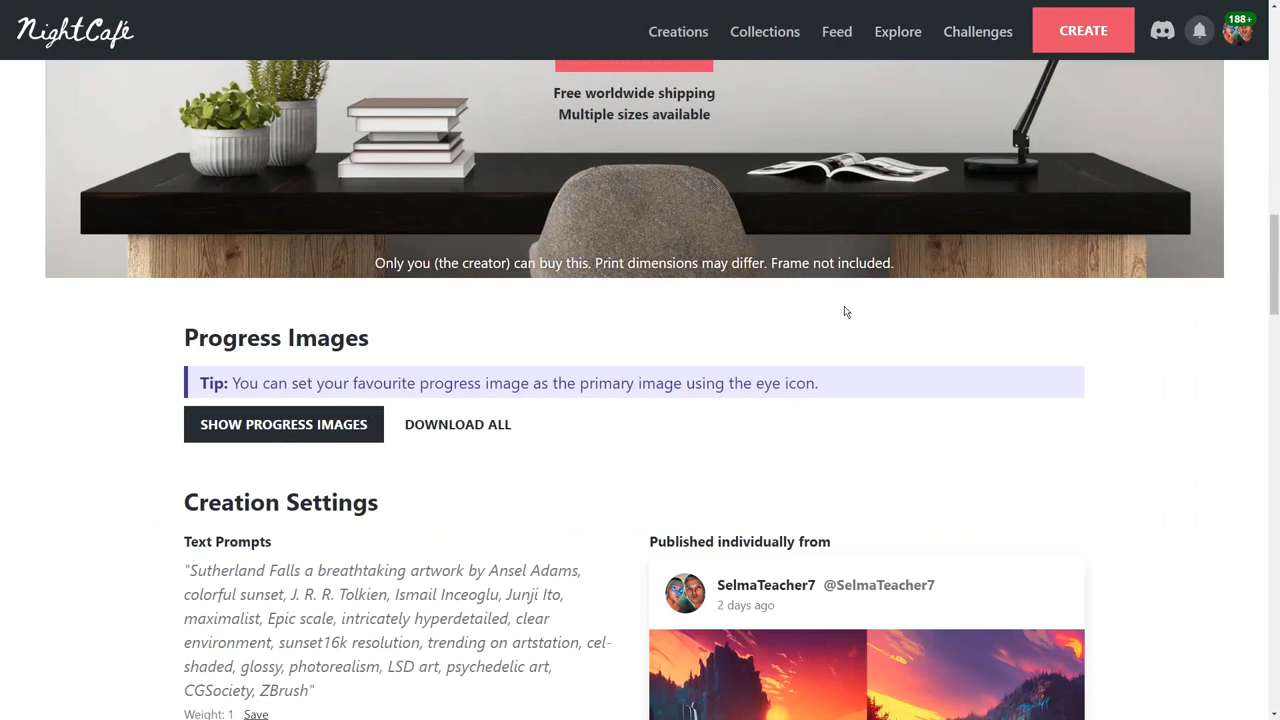 NightCafé
Creations
Collections
Feed
Explore
Challenges
CREATE
188+
Free worldwide shipping
Multiple sizes available
Only you (the creator) can buy this. Print dimensions may differ. Frame not included.
Progress Images
Tip: You can set your favourite progress image as the primary image using the eye icon.
SHOW PROGRESS IMAGES
DOWNLOAD ALL
Creation Settings
Text Prompts
"Sutherland Falls a breathtaking artwork by Ansel Adams,
colorful sunset, J. R. R. Tolkien, Ismail Inceoglu, Junji Ito,
maximalist, Epic scale, intricately hyperdetailed, clear
environment, sunset16k resolution, trending on artstation, cel-
shaded, glossy, photorealism, LSD art, psychedelic art,
CGSociety, ZBrush"
Weight: 1 Save
Published individually from
SelmaTeacher7 @SelmaTeacher7
2 days ago